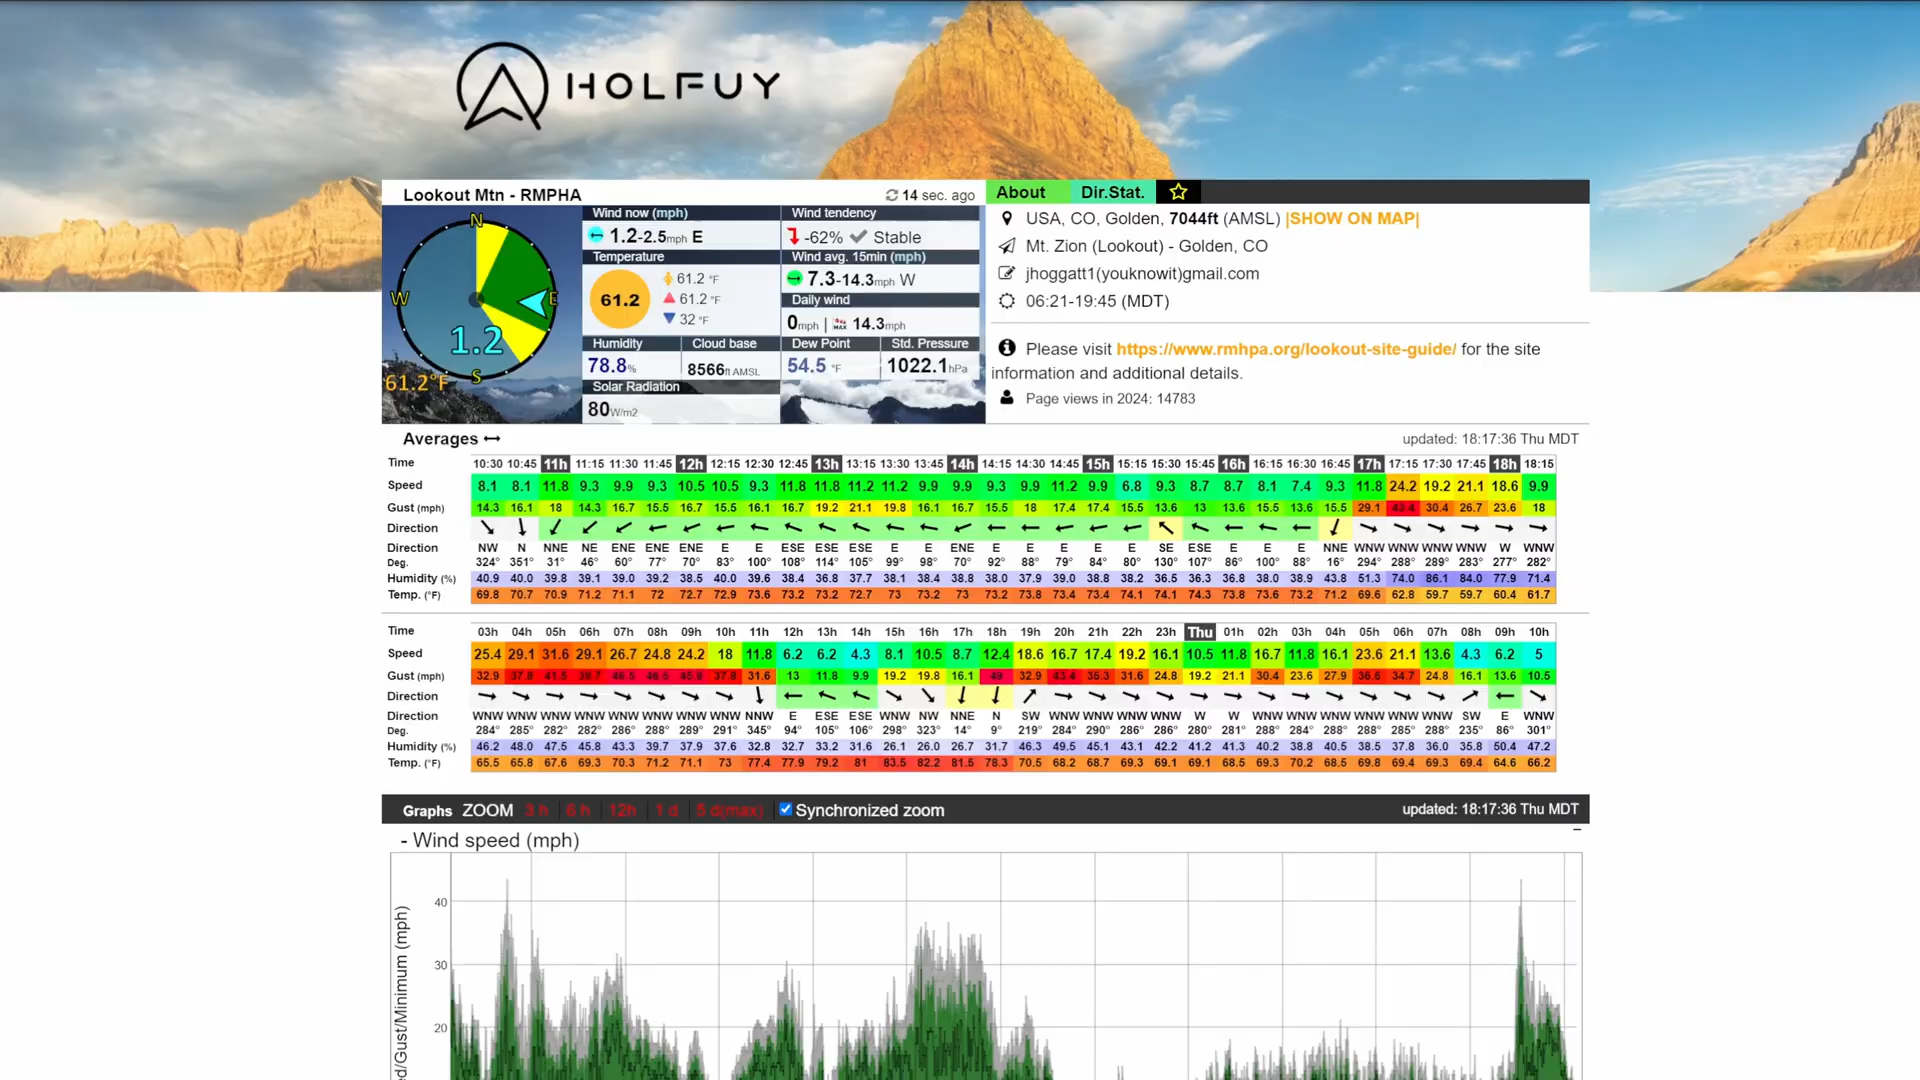 HOLFUY
Lookout Mtn - RMPHA
14 sec. ago
About Dir.Stat.
N
W
E
S
1.2
61.2°F
Wind now (mph)
1.2-2.5mph E
Wind tendency
-62% Stable
Temperature
61.2
61.2 °F
61.2 °F
32 °F
Wind avg. 15min (mph)
7.3-14.3mph W
Daily wind
0mph | MAX 14.3mph
Humidity
78.8%
Cloud base
8566ft AMSL
Dew Point
54.5 °F
Std. Pressure
1022.1hPa
Solar Radiation
80W/m2
USA, CO, Golden, 7044ft (AMSL) |SHOW ON MAP|
Mt. Zion (Lookout) - Golden, CO
jhoggatt1(youknowit)gmail.com
06:21-19:45 (MDT)
Please visit https://www.rmhpa.org/lookout-site-guide/ for the site
information and additional details.
Page views in 2024: 14783
Averages
updated: 18:17:36 Thu MDT
Time 10:30 10:45 11h 11:15 11:30 11:45 12h 12:15 12:30 12:45 13h 13:15 13:30 13:45 14h 14:15 14:30 14:45 15h 15:15 15:30 15:45 16h 16:15 16:30 16:45 17h 17:15 17:30 17:45 18h 18:15
Speed 8.1 8.1 11.8 9.3 9.9 9.3 10.5 10.5 9.3 11.8 11.8 11.2 11.2 9.9 9.9 9.3 9.9 11.2 9.9 6.8 9.3 8.7 8.7 8.1 7.4 9.3 11.8 24.2 19.2 21.1 18.6 9.9
Gust (mph) 14.3 16.1 18 14.3 16.7 15.5 16.7 15.5 16.1 16.7 19.2 21.1 19.8 16.1 16.7 15.5 18 17.4 17.4 15.5 13.6 13 13.6 15.5 13.6 15.5 29.1 43.4 30.4 26.7 23.6 18
Direction
Direction NW N NNE NE ENE ENE ENE E E ESE ESE ESE E E ENE E E E E E SE ESE E E E NNE WNW WNW WNW WNW W WNW
Deg. 324° 351° 31° 46° 60° 77° 70° 83° 100° 108° 114° 105° 99° 98° 70° 92° 88° 79° 84° 80° 130° 107° 86° 100° 88° 16° 294° 288° 289° 283° 277° 282°
Humidity (%) 40.9 40.0 39.8 39.1 39.0 39.2 38.5 40.0 39.6 38.4 36.8 37.7 38.1 38.4 38.8 38.0 37.9 39.0 38.8 38.2 36.5 36.3 36.8 38.0 38.9 43.8 51.3 74.0 86.1 84.0 77.9 71.4
Temp. (°F) 69.8 70.7 70.9 71.2 71.1 72 72.7 72.9 73.6 73.2 73.2 72.7 73 73.2 73 73.2 73.8 73.4 73.4 74.1 74.1 74.3 73.8 73.6 73.2 71.2 69.6 62.8 59.7 59.7 60.4 61.7
Time 03h 04h 05h 06h 07h 08h 09h 10h 11h 12h 13h 14h 15h 16h 17h 18h 19h 20h 21h 22h 23h Thu 01h 02h 03h 04h 05h 06h 07h 08h 09h 10h
Speed 25.4 29.1 31.6 29.1 26.7 24.8 24.2 18 11.8 6.2 6.2 4.3 8.1 10.5 8.7 12.4 18.6 16.7 17.4 19.2 16.1 10.5 11.8 16.7 11.8 16.1 23.6 21.1 13.6 4.3 6.2 5
Gust (mph) 32.9 37.8 41.5 46.5 45.8 37.8 31.6 13 11.8 9.9 19.2 19.8 16.1 49 32.9 43.4 35.3 31.6 24.8 19.2 21.1 30.4 23.6 27.9 36.6 34.7 24.8 16.1 13.6 10.5
Direction
Direction WNW WNW WNW WNW WNW WNW WNW WNW NNW E ESE ESE WNW NW NNE N SW WNW WNW WNW WNW W W WNW WNW WNW WNW WNW WNW SW E WNW
Deg. 284° 285° 282° 282° 286° 288° 289° 291° 345° 94° 105° 106° 298° 323° 14° 9° 219° 284° 290° 286° 286° 280° 281° 288° 284° 288° 288° 285° 288° 235° 86° 301°
Humidity (%) 46.2 48.0 47.5 45.8 43.3 39.7 37.9 37.6 32.8 32.7 33.2 31.6 26.1 26.0 26.7 31.7 46.3 49.5 45.1 43.1 42.2 41.2 41.3 40.2 38.8 40.5 38.5 37.8 36.0 35.8 50.4 47.2
Temp. (°F) 65.5 65.8 67.6 69.3 70.3 71.2 71.1 73 77.4 77.9 79.2 81 83.5 82.2 81.5 78.3 70.5 68.2 68.7 69.3 69.1 69.1 68.5 69.3 70.2 68.5 69.8 69.4 69.3 69.4 64.6 66.2
Graphs ZOOM 3 h 6 h 12h 1 d 5 d(max) Synchronized zoom
updated: 18:17:36 Thu MDT
- Wind speed (mph)
40
30
20
d/Gust/Minimum (mph)